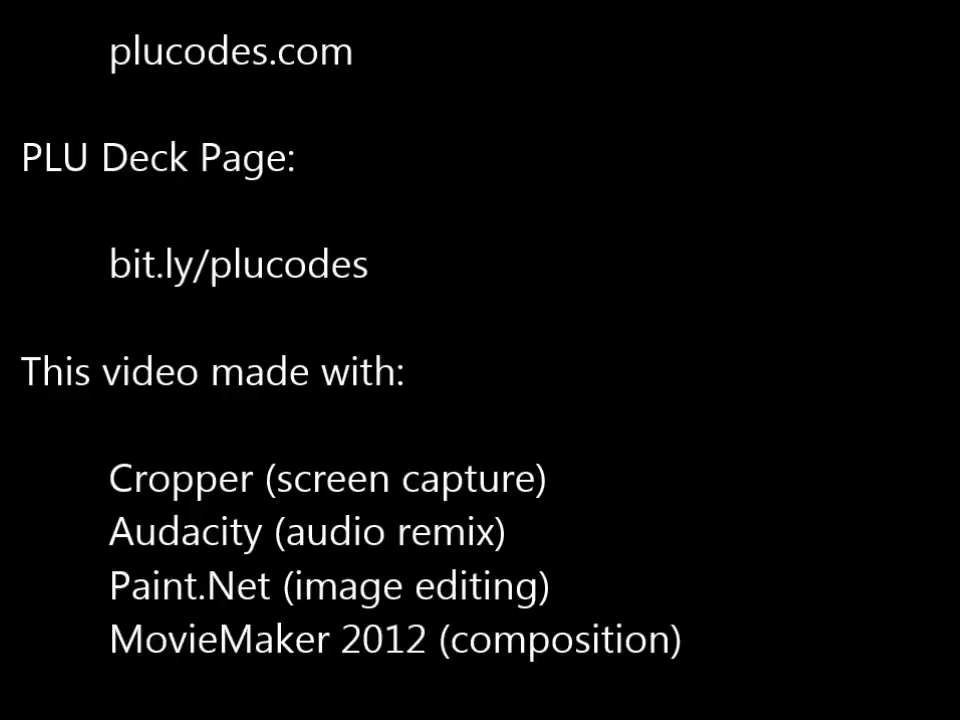 plucodes.com
PLU Deck Page:
bit.ly/plucodes
This video made with:
Cropper (screen capture)
Audacity (audio remix)
Paint.Net (image editing)
MovieMaker 2012 (composition)